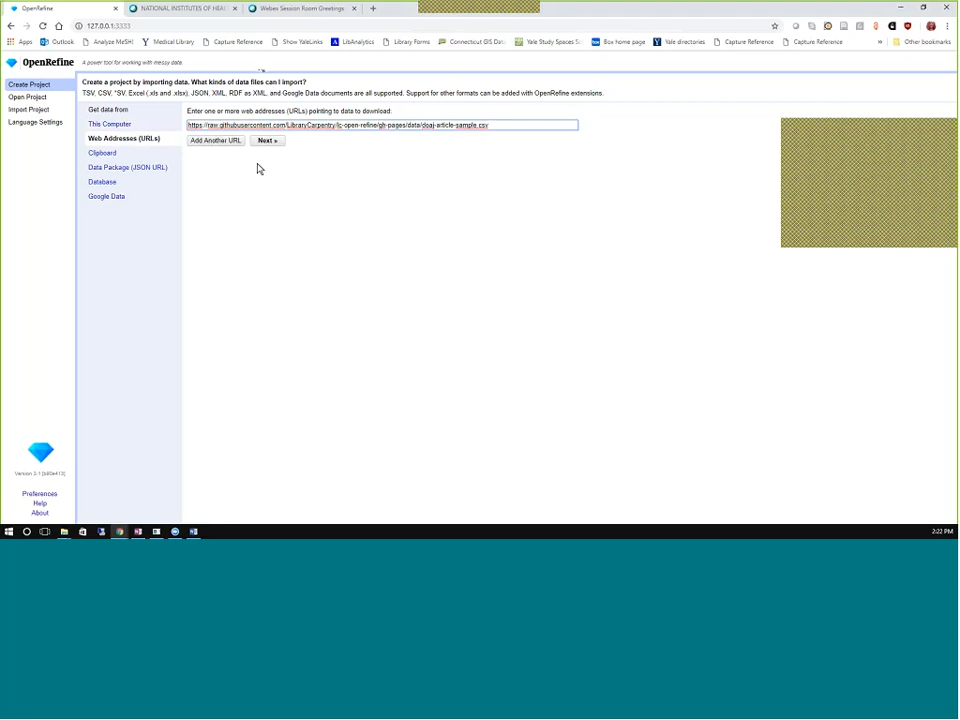 OpenRefine
NATIONAL INSTITUTES OF HEAL
Webex Session Room Greetings
127.0.0.1:3333
Apps Outlook Analyze MeSH! Medical Library Capture Reference Show YaleLinks LibAnalytics Library Forms Connecticut GIS Dat Yale Study Spaces S Box home page Yale directories Capture Reference Capture Reference » Other bookmarks
OpenRefine A power tool for working with messy data.
Create Project
Open Project
Import Project
Language Settings
Create a project by importing data. What kinds of data files can I import?
TSV, CSV, *SV, Excel (.xls and .xlsx), JSON, XML, RDF as XML, and Google Data documents are all supported. Support for other formats can be added with OpenRefine extensions.
Get data from
This Computer
Web Addresses (URLs)
Clipboard
Data Package (JSON URL)
Database
Google Data
Enter one or more web addresses (URLs) pointing to data to download:
https://raw.githubusercontent.com/LibraryCarpentry/lc-open-refine/gh-pages/data/doaj-article-sample.csv
Add Another URL Next »
Version 3.1 [b90e413]
Preferences
Help
About
2:22 PM